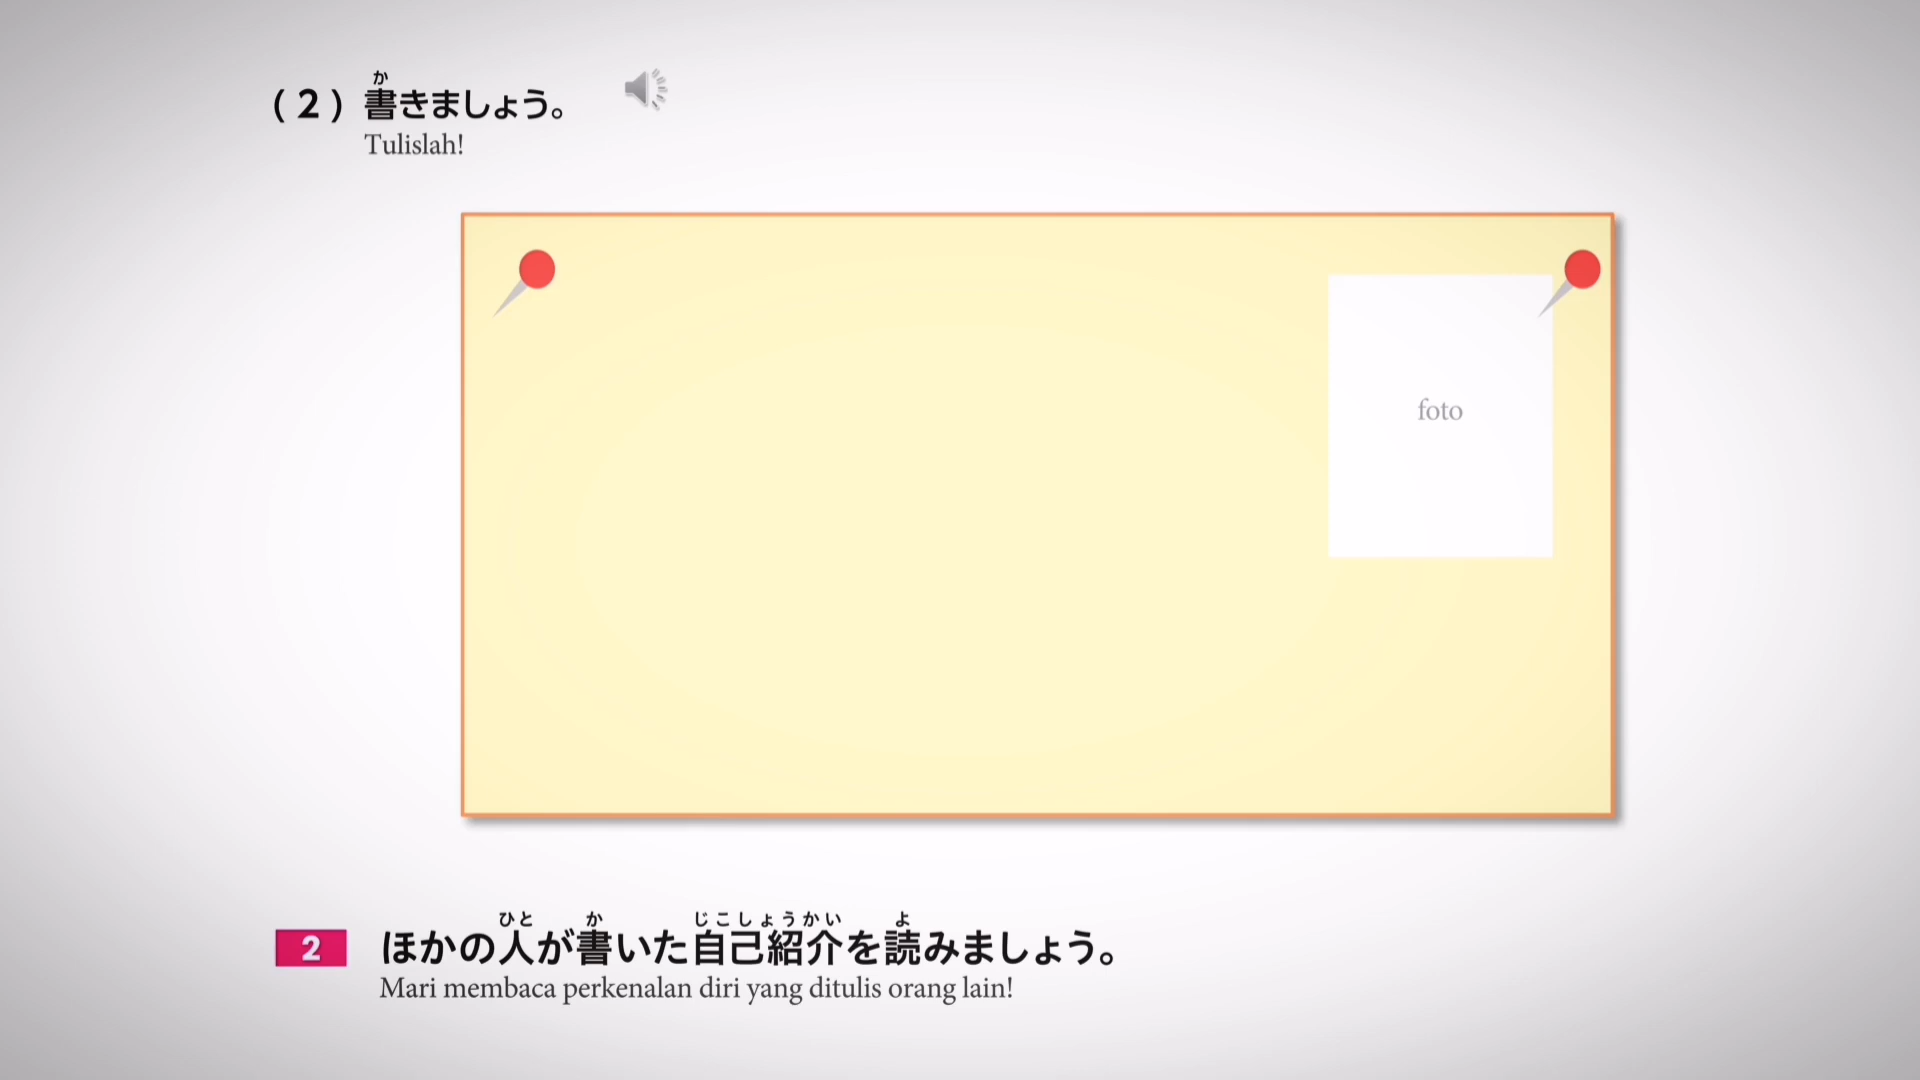 (2) 書きましょう。
か
Tulislah!
foto
2 ほかの人が書いた自己紹介を読みましょう。
ひと か じこしょうかい よ
Mari membaca perkenalan diri yang ditulis orang lain!